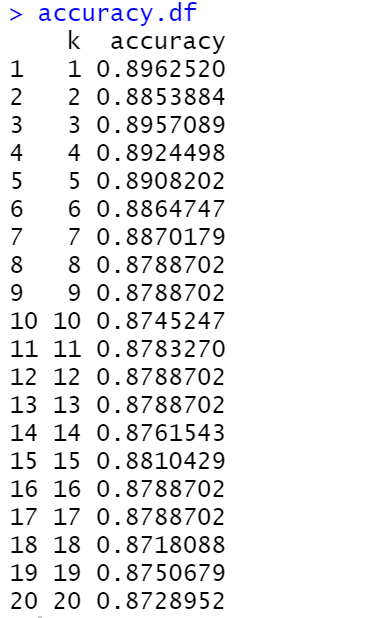 > accuracy.df
k accuracy
1 1 0.8962520
2 2 0.8853884
3 3 0.8957089
4 4 0.8924498
5 5 0.8908202
6 6 0.8864747
7 7 0.8870179
8 8 0.8788702
9 9 0.8788702
10 10 0.8745247
11 11 0.8783270
12 12 0.8788702
13 13 0.8788702
14 14 0.8761543
15 15 0.8810429
16 16 0.8788702
17 17 0.8788702
18 18 0.8718088
19 19 0.8750679
20 20 0.8728952